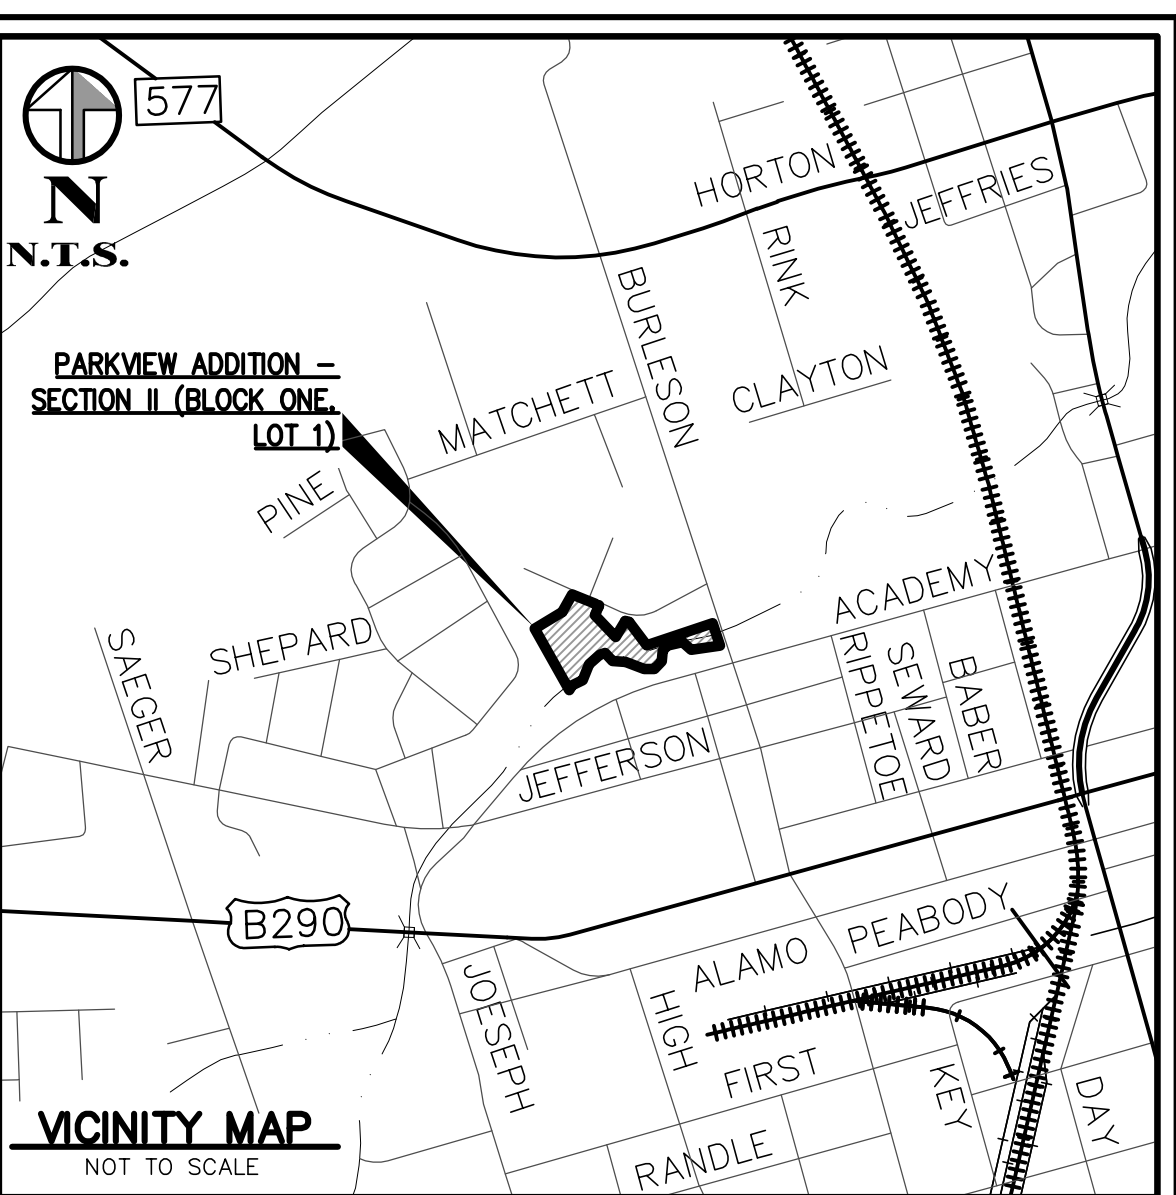 577
N
N.T.S.
HORTON
JEFFRIES
RINK
BURLESON
PARKVIEW ADDITION –
SECTION II (BLOCK ONE,
LOT 1)
MATCHETT
CLAYTON
PINE
ACADEMY
SHEPARD
SAEGER
RIPPETOE
SEWARD
BABER
JEFFERSON
B290
PEABODY
ALAMO
JOESEPH
HIGH
FIRST
KEY
DAY
VICINITY MAP
NOT TO SCALE
RANDLE